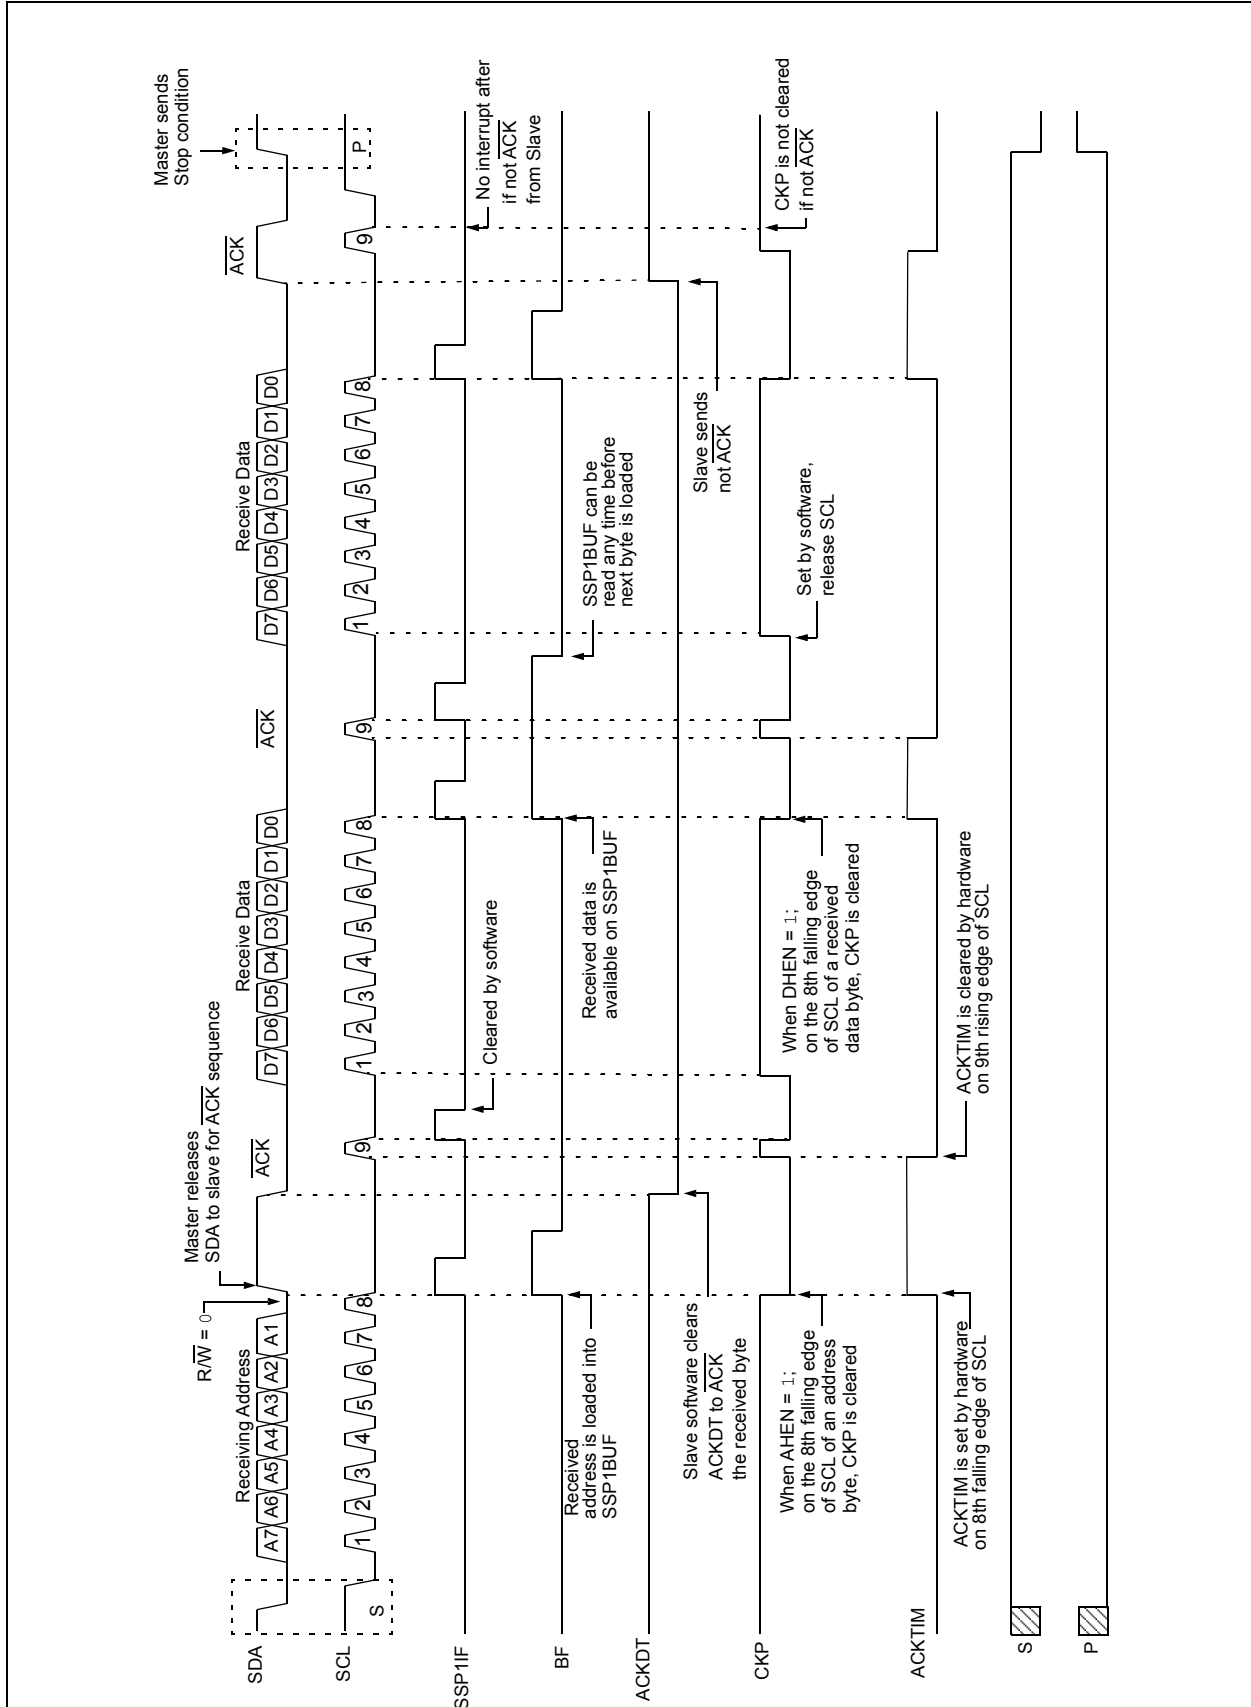 Master sends
Stop condition
Master releases
SDA to slave for ACK sequence
R/W = 0
Receiving Address
Receive Data
Receive Data
ACK
ACK
ACK
SDA
A7 A6 A5 A4 A3 A2 A1
D7 D6 D5 D4 D3 D2 D1 D0
D7 D6 D5 D4 D3 D2 D1 D0
SCL
S
1 2 3 4 5 6 7 8 9
1 2 3 4 5 6 7 8 9
1 2 3 4 5 6 7 8 9
P
SSP1IF
Cleared by software
No interrupt after
if not ACK
from Slave
BF
Received
address is loaded into
SSP1BUF
Received data is
available on SSP1BUF
SSP1BUF can be
read any time before
next byte is loaded
ACKDT
Slave software clears
ACKDT to ACK
the received byte
Slave sends
not ACK
CKP
When AHEN = 1;
on the 8th falling edge
of SCL of an address
byte, CKP is cleared
When DHEN = 1;
on the 8th falling edge
of SCL of a received
data byte, CKP is cleared
Set by software,
release SCL
CKP is not cleared
if not ACK
ACKTIM
ACKTIM is set by hardware
on 8th falling edge of SCL
ACKTIM is cleared by hardware
on 9th rising edge of SCL
S
P